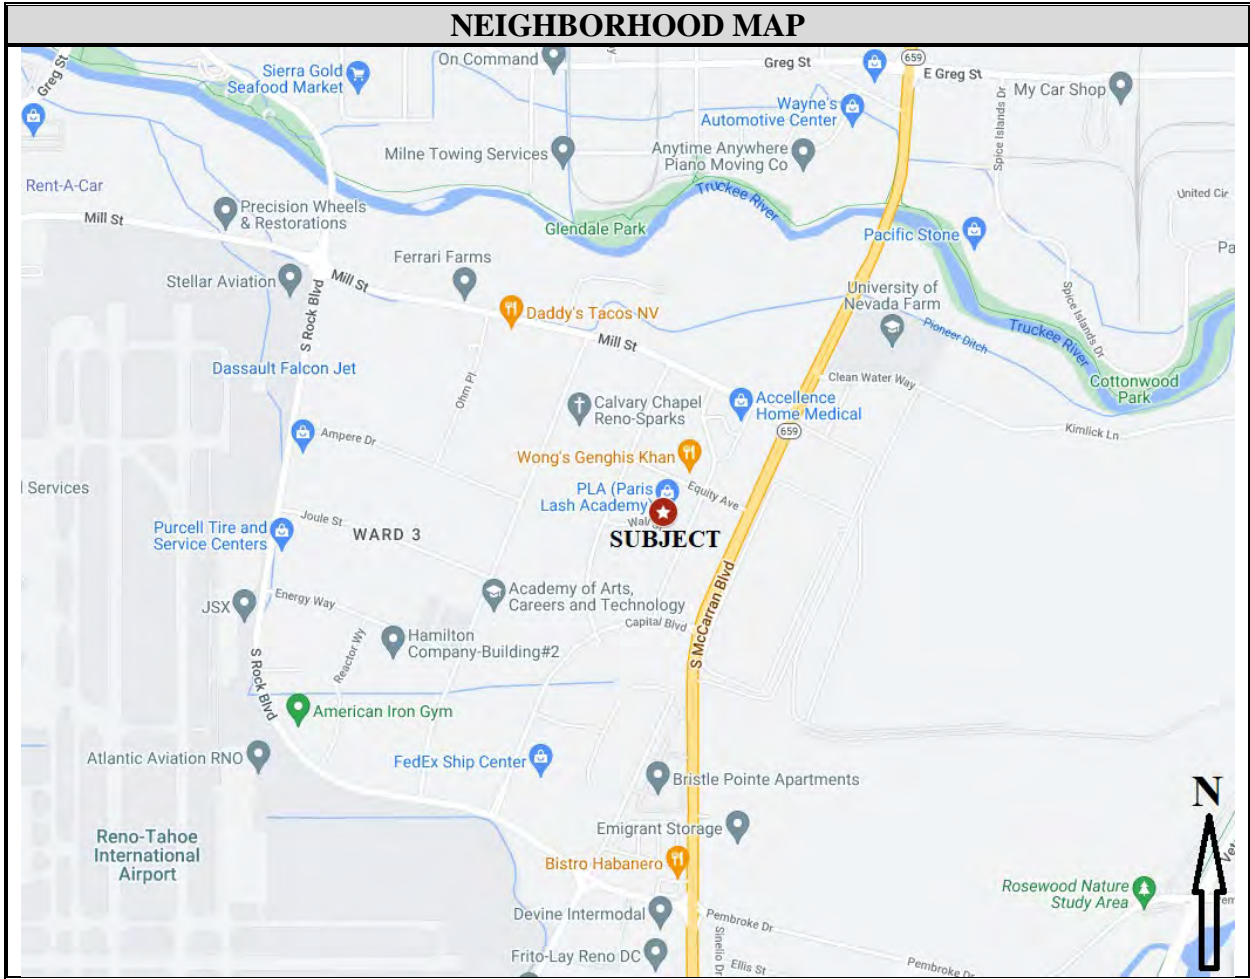 NEIGHBORHOOD MAP
Greg St
Sierra Gold
Seafood Market
On Command
Greg St
659
E Greg St
My Car Shop
Wayne's
Automotive Center
Spice Islands Dr
Milne Towing Services
Anytime Anywhere
Piano Moving Co
Rent-A-Car
Truckee River
United Cir
Mill St
Precision Wheels
& Restorations
Glendale Park
Pacific Stone
Pa
Ferrari Farms
Stellar Aviation
Mill St
University of
Nevada Farm
Spice Islands Dr
S Rock Blvd
Daddy's Tacos NV
Pioneer Ditch
Truckee River
Mill St
Dassault Falcon Jet
Ohm Pl
Clean Water Way
Cottonwood
Park
Calvary Chapel
Reno-Sparks
Accellence
Home Medical
659
Kimlick Ln
Ampere Dr
Wong's Genghis Khan
l Services
PLA (Paris
Lash Academy)
Equity Ave
Joule St
WARD 3
SUBJECT
Purcell Tire and
Service Centers
Academy of Arts,
Careers and Technology
S McCarran Blvd
JSX
Energy Way
Capital Blvd
Hamilton
Company-Building#2
Reactor Wy
S Rock Blvd
American Iron Gym
Atlantic Aviation RNO
FedEx Ship Center
Bristle Pointe Apartments
N
Emigrant Storage
Reno-Tahoe
International
Airport
Bistro Habanero
Rosewood Nature
Study Area
Devine Intermodal
Pembroke Dr
Frito-Lay Reno DC
Sinelio Dr
Ellis St
Pembroke Dr